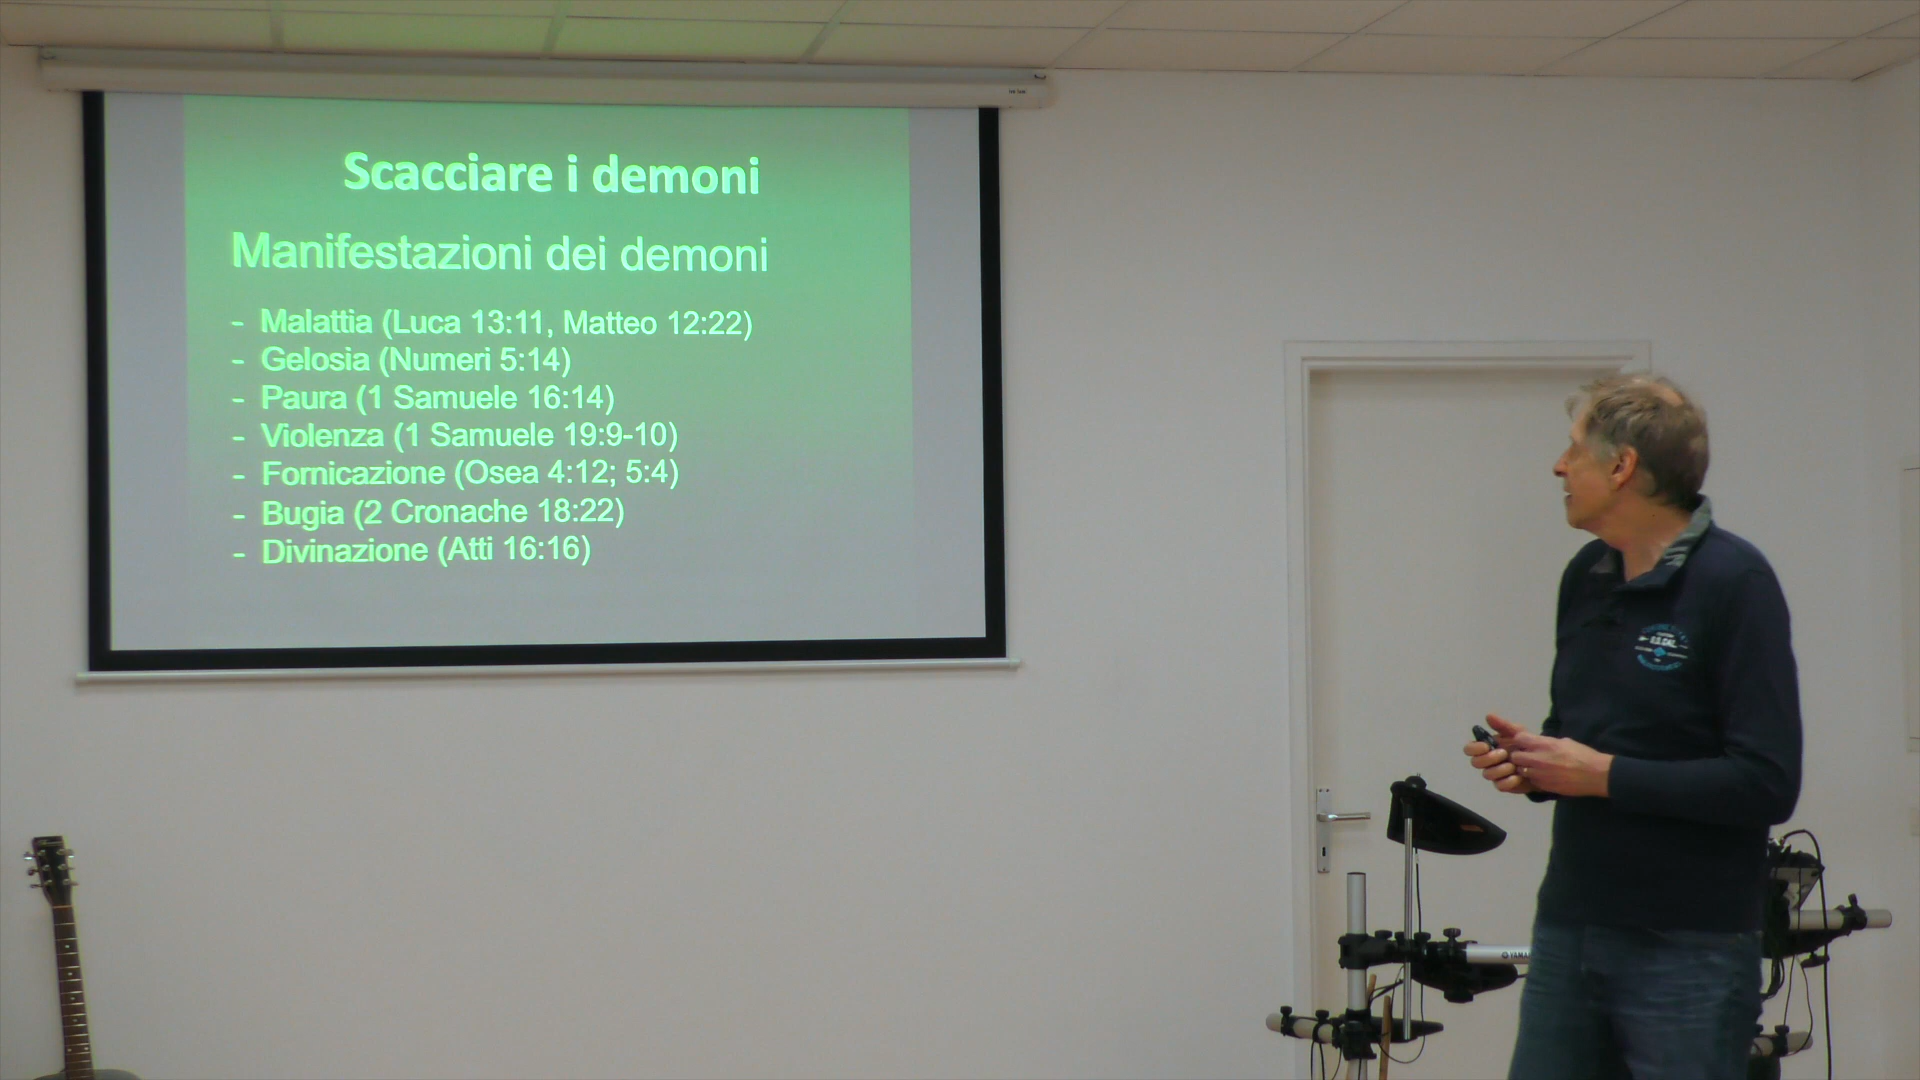 Scacciare i demoni
Manifestazioni dei demoni
- Malattia (Luca 13:11, Matteo 12:22)
- Gelosia (Numeri 5:14)
- Paura (1 Samuele 16:14)
- Violenza (1 Samuele 19:9-10)
- Fornicazione (Osea 4:12; 5:4)
- Bugia (2 Cronache 18:22)
- Divinazione (Atti 16:16)